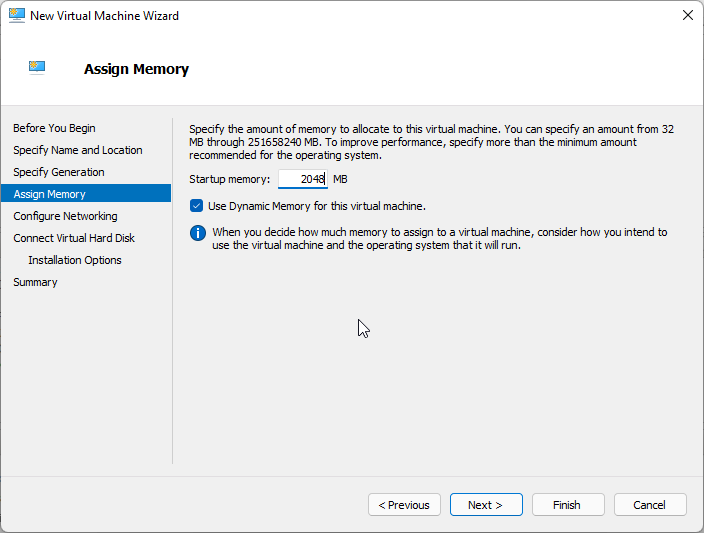 New Virtual Machine Wizard
Assign Memory
Before You Begin
Specify Name and Location
Specify Generation
Assign Memory
Configure Networking
Connect Virtual Hard Disk
Installation Options
Summary
Specify the amount of memory to allocate to this virtual machine. You can specify an amount from 32
MB through 251658240 MB. To improve performance, specify more than the minimum amount
recommended for the operating system.
Startup memory: 2048 MB
Use Dynamic Memory for this virtual machine.
When you decide how much memory to assign to a virtual machine, consider how you intend to
use the virtual machine and the operating system that it will run.
< Previous Next > Finish Cancel